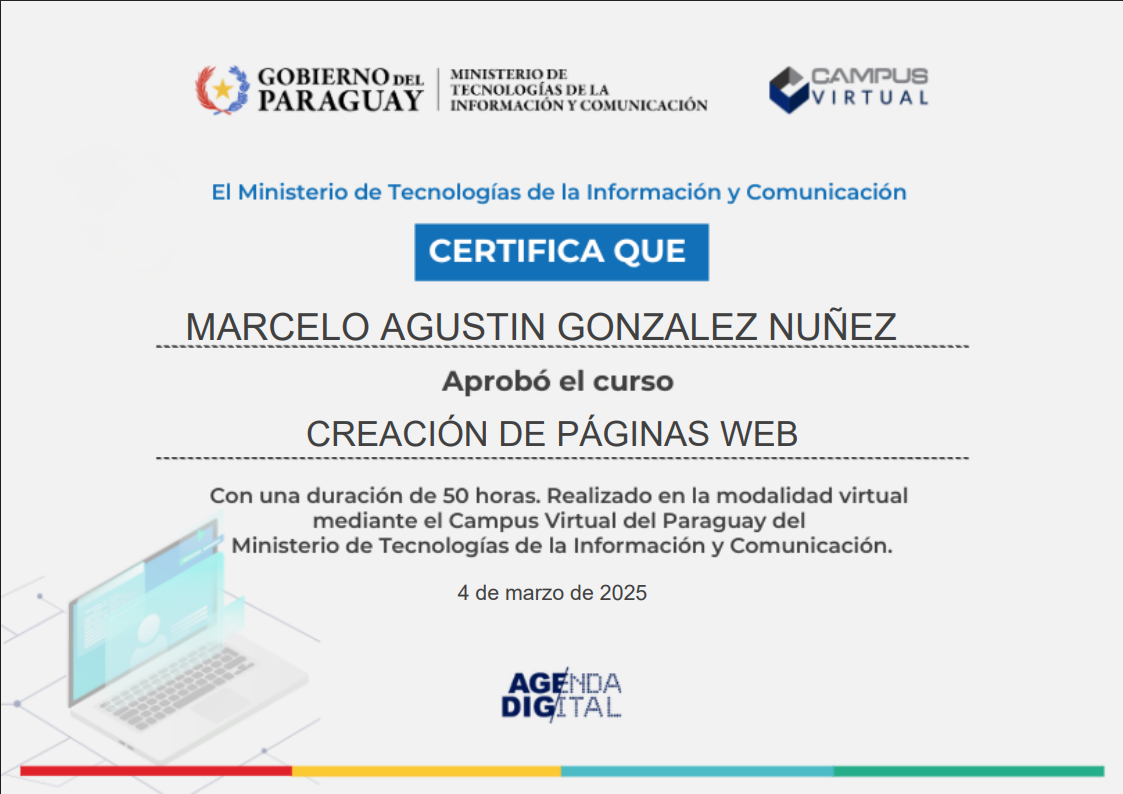 GOBIERNO DEL
PARAGUAY
MINISTERIO DE
TECNOLOGÍAS DE LA
INFORMACIÓN Y COMUNICACIÓN
CAMPUS
VIRTUAL
El Ministerio de Tecnologías de la Información y Comunicación
CERTIFICA QUE
MARCELO AGUSTIN GONZALEZ NUÑEZ
Aprobó el curso
CREACIÓN DE PÁGINAS WEB
Con una duración de 50 horas. Realizado en la modalidad virtual
mediante el Campus Virtual del Paraguay del
Ministerio de Tecnologías de la Información y Comunicación.
4 de marzo de 2025
AGENDA
DIGITAL